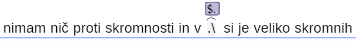 $.
nimam nič proti skromnosti in v .\ si je veliko skromnih